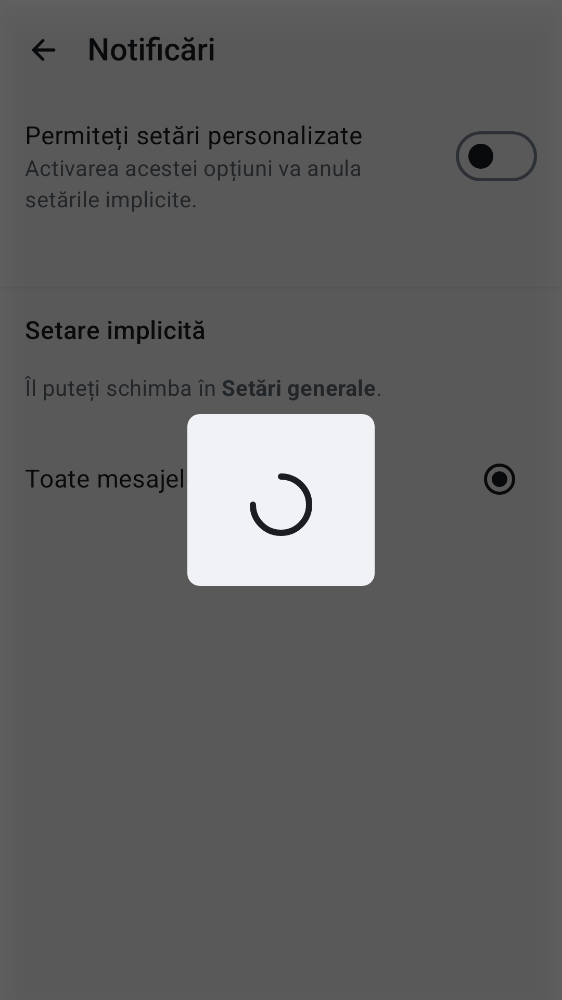 Notificări
Permiteți setări personalizate
Activarea acestei opțiuni va anula
setările implicite.
Setare implicită
Îl puteți schimba în Setări generale.
Toate mesajel